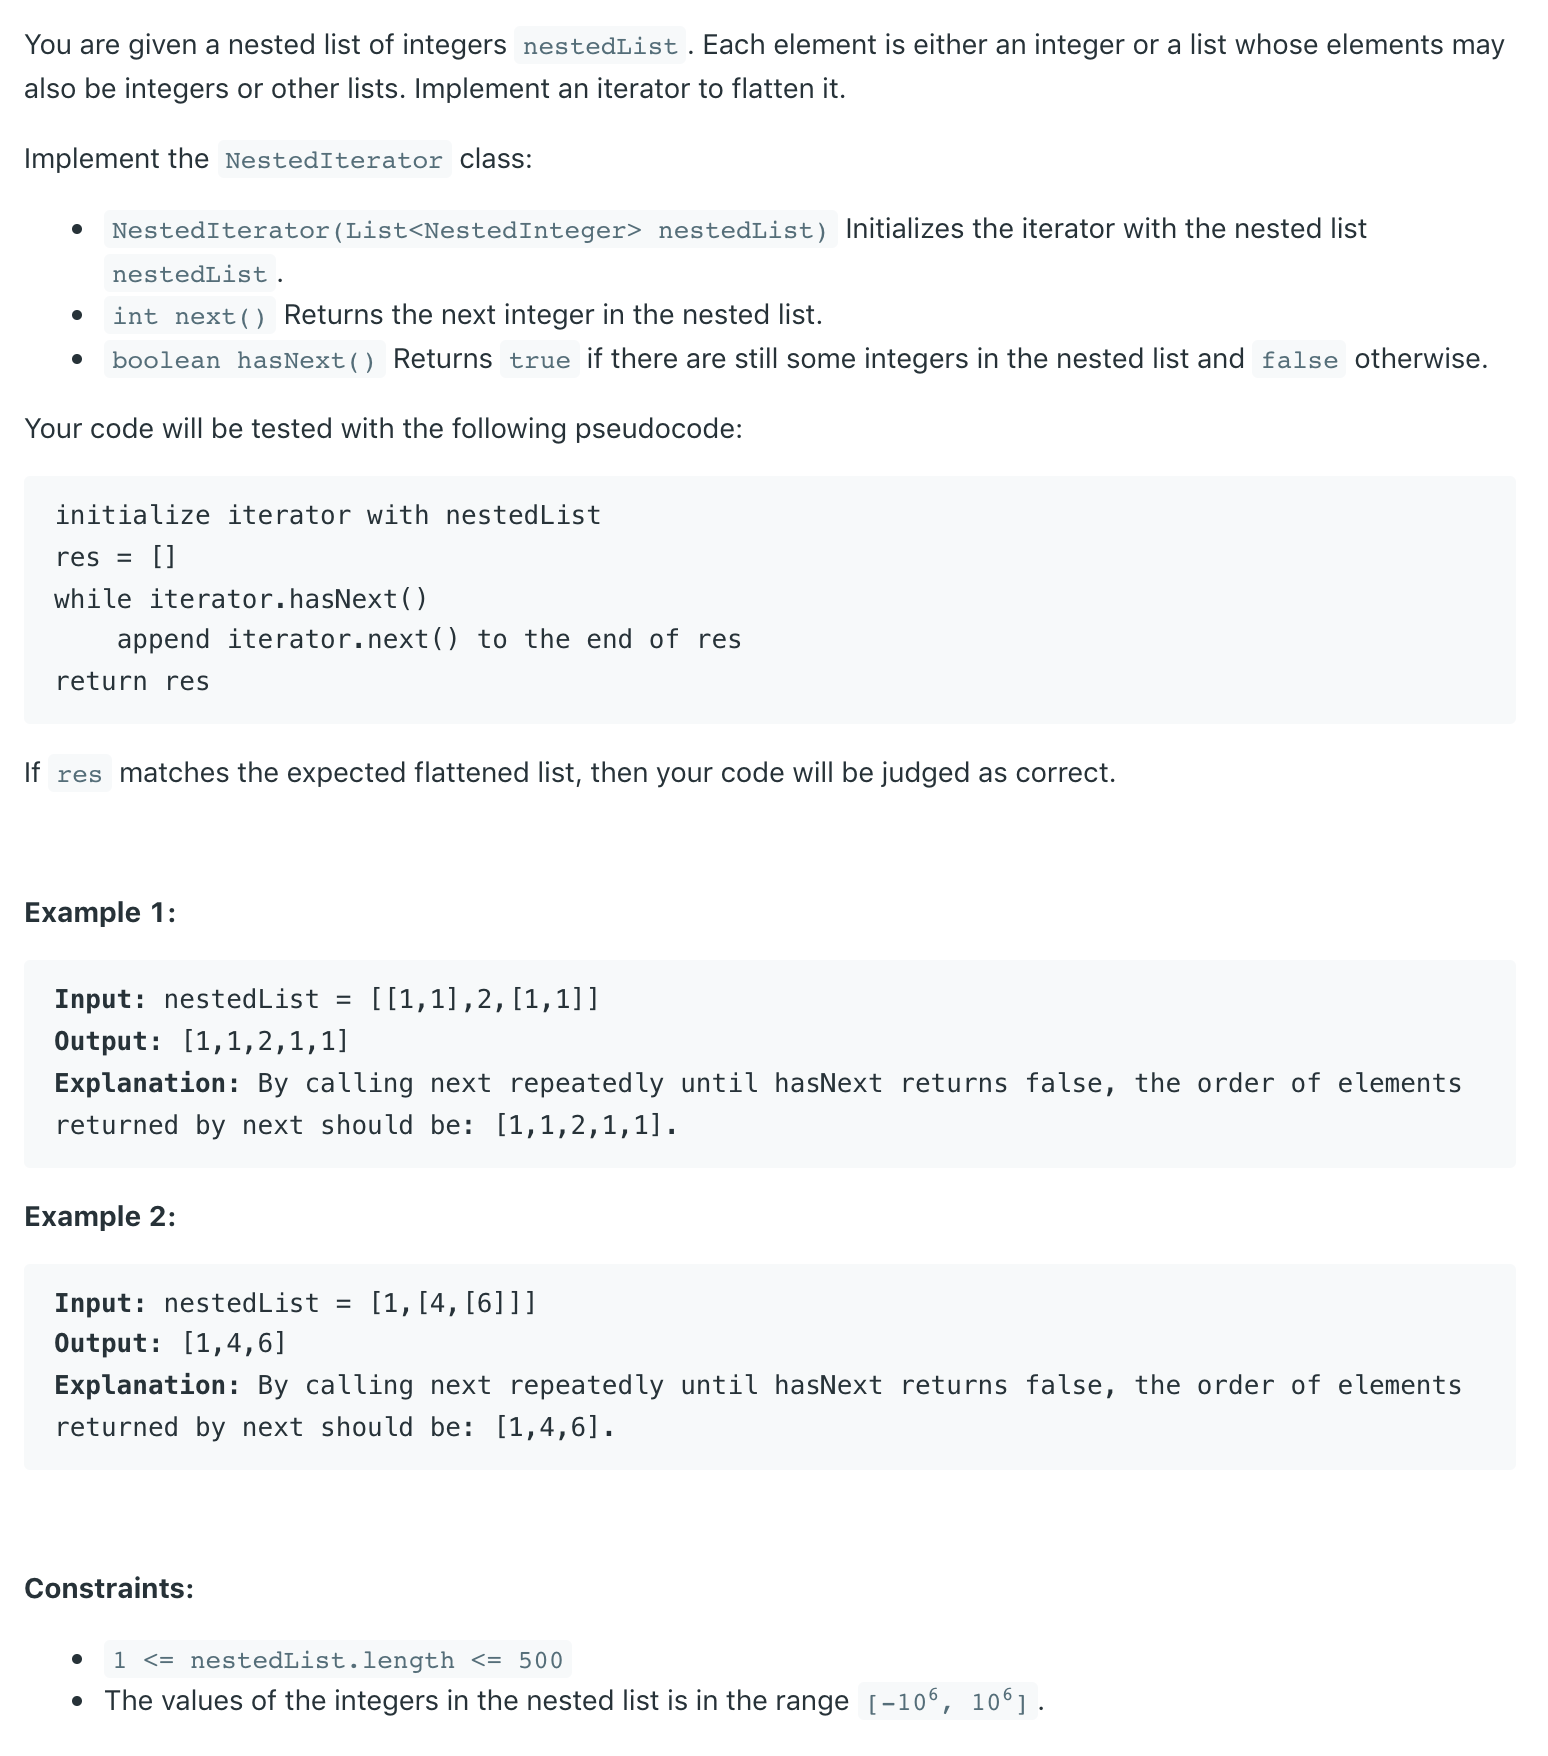 You are given a nested list of integers nestedList . Each element is either an integer or a list whose elements may
also be integers or other lists. Implement an iterator to flatten it.
Implement the NestedIterator class:
• NestedIterator(List<NestedInteger> nestedList) Initializes the iterator with the nested list
nestedList .
• int next() Returns the next integer in the nested list.
• boolean hasNext() Returns true if there are still some integers in the nested list and false otherwise.
Your code will be tested with the following pseudocode:
initialize iterator with nestedList
res = []
while iterator.hasNext()
    append iterator.next() to the end of res
return res
If res matches the expected flattened list, then your code will be judged as correct.
Example 1:
Input: nestedList = [[1,1],2,[1,1]]
Output: [1,1,2,1,1]
Explanation: By calling next repeatedly until hasNext returns false, the order of elements
returned by next should be: [1,1,2,1,1].
Example 2:
Input: nestedList = [1,[4,[6]]]
Output: [1,4,6]
Explanation: By calling next repeatedly until hasNext returns false, the order of elements
returned by next should be: [1,4,6].
Constraints:
• 1 <= nestedList.length <= 500
• The values of the integers in the nested list is in the range [-10⁶, 10⁶] .